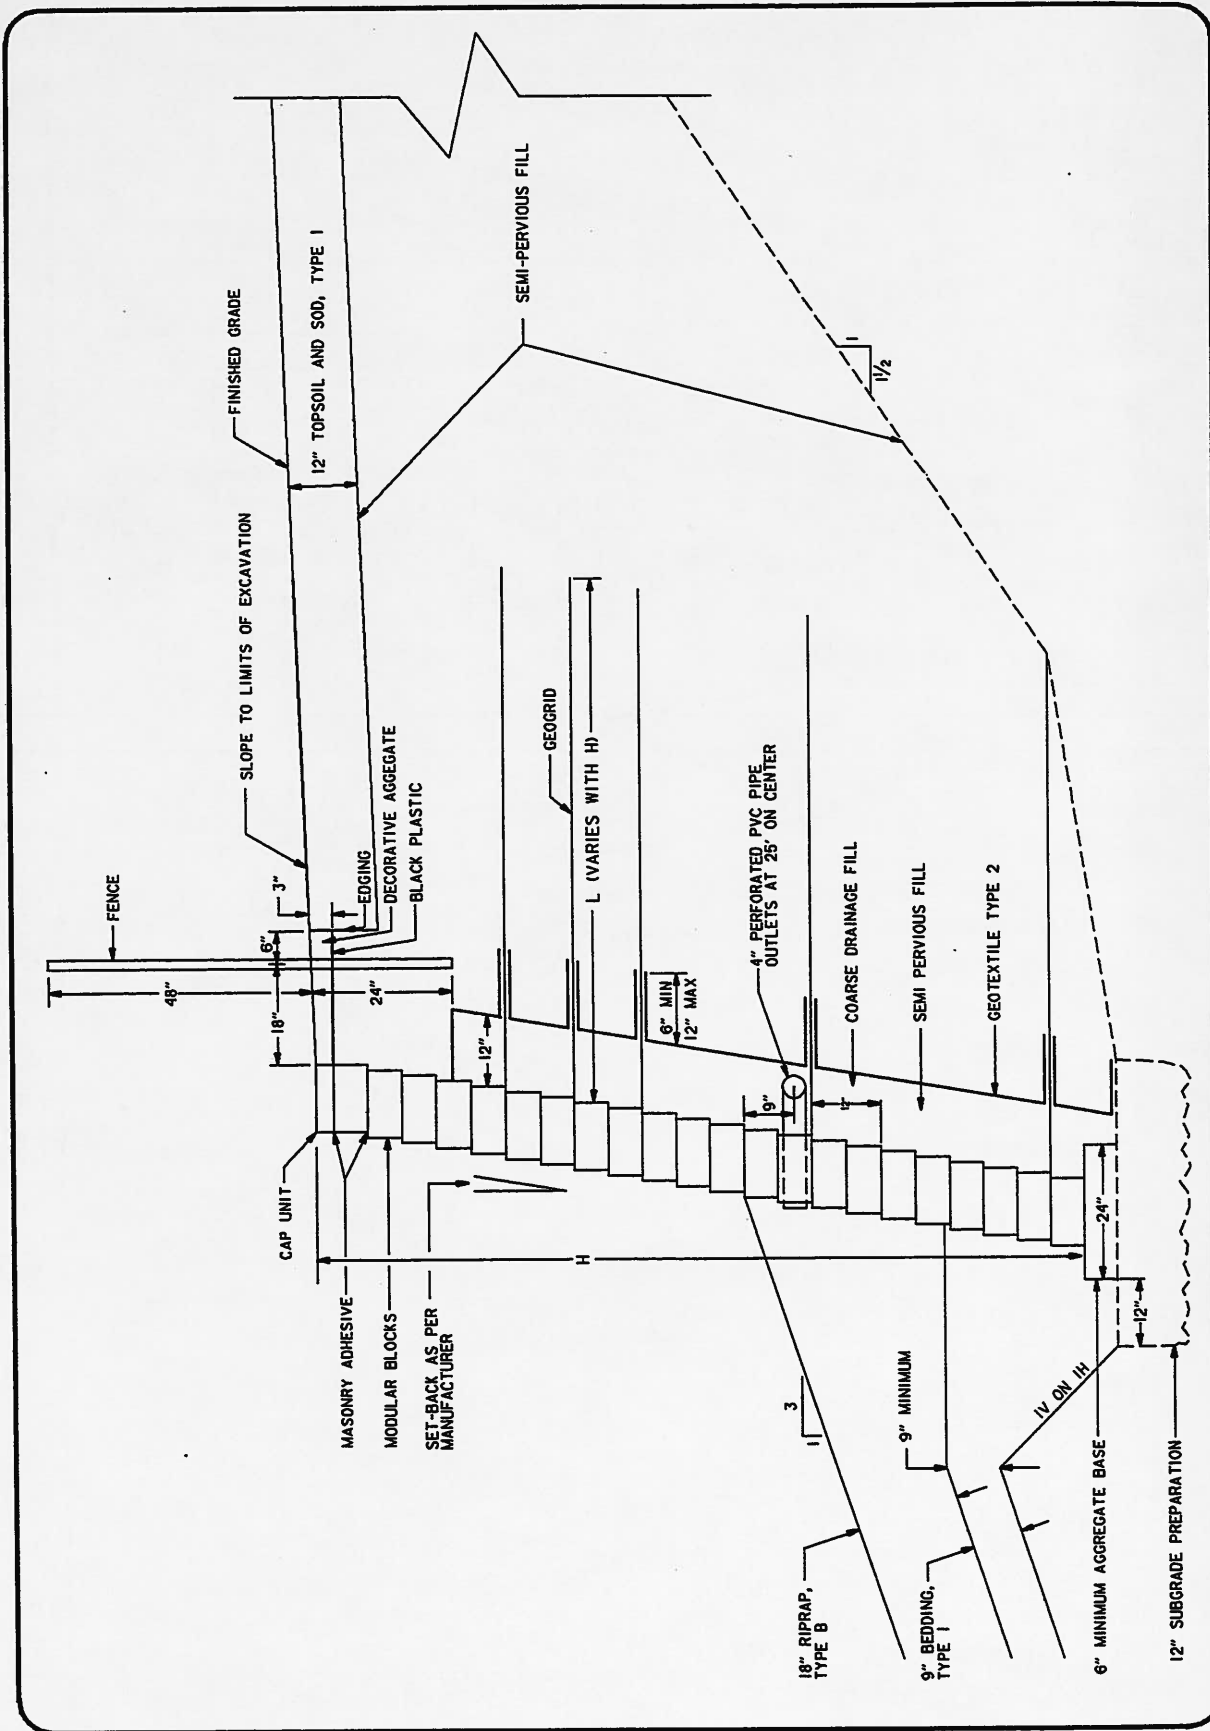 FENCE
48"
24"
18"
6"
3"
SLOPE TO LIMITS OF EXCAVATION
FINISHED GRADE
12" TOPSOIL AND SOD, TYPE 1
SEMI-PERVIOUS FILL
CAP UNIT
MASONRY ADHESIVE
MODULAR BLOCKS
SET-BACK AS PER
MANUFACTURER
EDGING
DECORATIVE AGGEGATE
BLACK PLASTIC
12"
GEOGRID
L (VARIES WITH H)
6" MIN
12" MAX
4" PERFORATED PVC PIPE
OUTLETS AT 25' ON CENTER
9"
12"
COARSE DRAINAGE FILL
SEMI PERVIOUS FILL
GEOTEXTILE TYPE 2
1
1 1/2
H
3
1
18" RIPRAP,
TYPE B
9" MINIMUM
9" BEDDING,
TYPE 1
1V ON 1H
24"
12"
6" MINIMUM AGGREGATE BASE
12" SUBGRADE PREPARATION